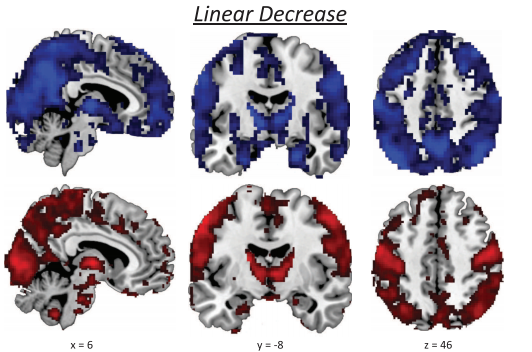 Linear Decrease
x = 6
y = -8
z = 46